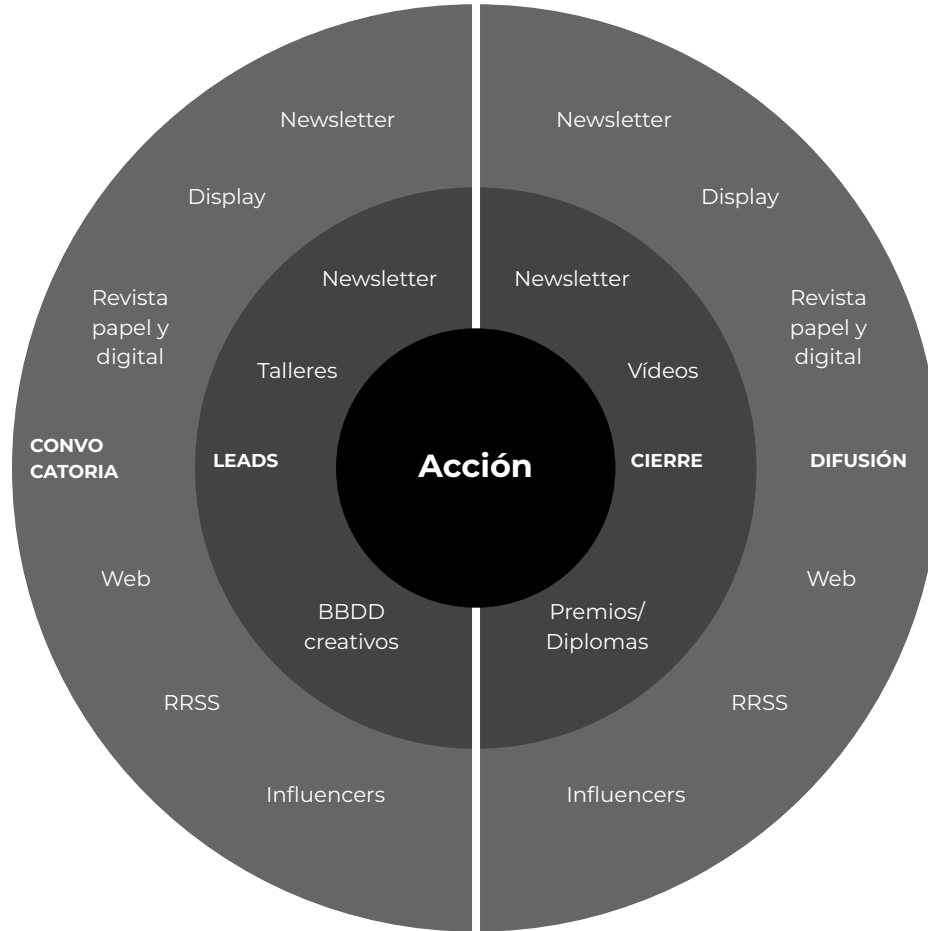 Newsletter
Newsletter
Display
Display
Newsletter
Newsletter
Revista
papel y
digital
Revista
papel y
digital
Talleres
Vídeos
CONVO
CATORIA
LEADS
Acción
CIERRE
DIFUSIÓN
Web
Web
BBDD
creativos
Premios/
Diplomas
RRSS
RRSS
Influencers
Influencers